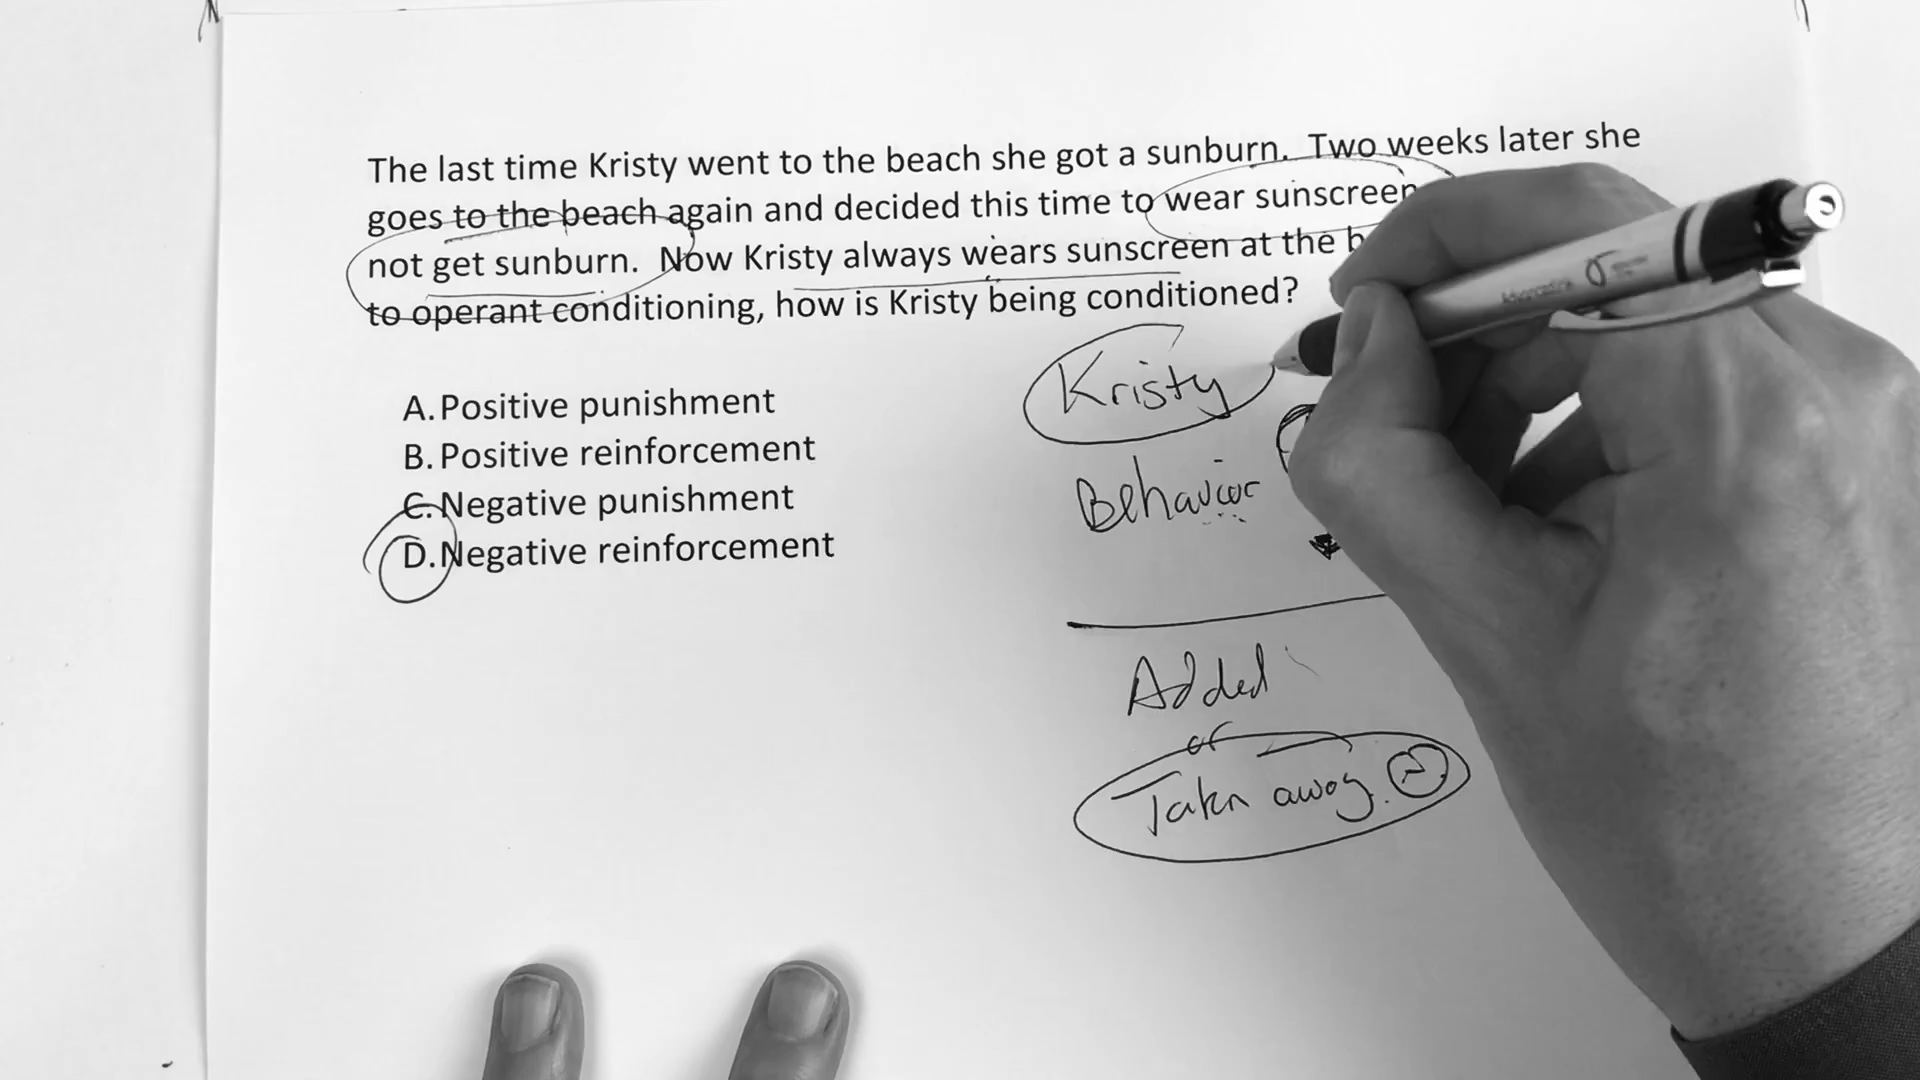 The last time Kristy went to the beach she got a sunburn. Two weeks later she
goes to the beach again and decided this time to wear sunscreen
not get sunburn. Now Kristy always wears sunscreen at the b
to operant conditioning, how is Kristy being conditioned?
A. Positive punishment
B. Positive reinforcement
C. Negative punishment
D. Negative reinforcement
Kristy
Behavior
Added
or
Taken away.